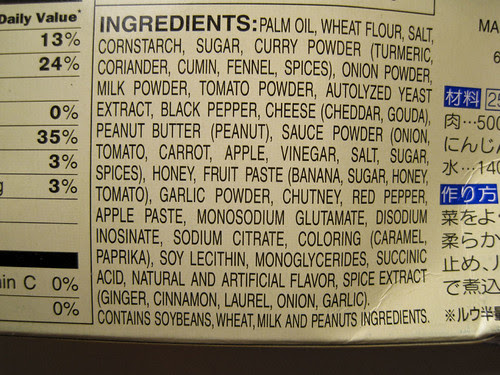 Daily Value*
13%
24%
0%
35%
3%
3%
in C 0%
0%
INGREDIENTS: PALM OIL, WHEAT FLOUR, SALT,
CORNSTARCH, SUGAR, CURRY POWDER (TURMERIC,
CORIANDER, CUMIN, FENNEL, SPICES), ONION POWDER,
MILK POWDER, TOMATO POWDER, AUTOLYZED YEAST
EXTRACT, BLACK PEPPER, CHEESE (CHEDDAR, GOUDA),
PEANUT BUTTER (PEANUT), SAUCE POWDER (ONION,
TOMATO, CARROT, APPLE, VINEGAR, SALT, SUGAR,
SPICES), HONEY, FRUIT PASTE (BANANA, SUGAR, HONEY,
TOMATO), GARLIC POWDER, CHUTNEY, RED PEPPER,
APPLE PASTE, MONOSODIUM GLUTAMATE, DISODIUM
INOSINATE, SODIUM CITRATE, COLORING (CARAMEL,
PAPRIKA), SOY LECITHIN, MONOGLYCERIDES, SUCCINIC
ACID, NATURAL AND ARTIFICIAL FLAVOR, SPICE EXTRACT
(GINGER, CINNAMON, LAUREL, ONION, GARLIC).
CONTAINS SOYBEANS, WHEAT, MILK AND PEANUTS INGREDIENTS.
MA
材料
肉…500
にんじん
水…140
作り方
菜をよ
柔らか
止め、ル
で煮込
※ルウ半量